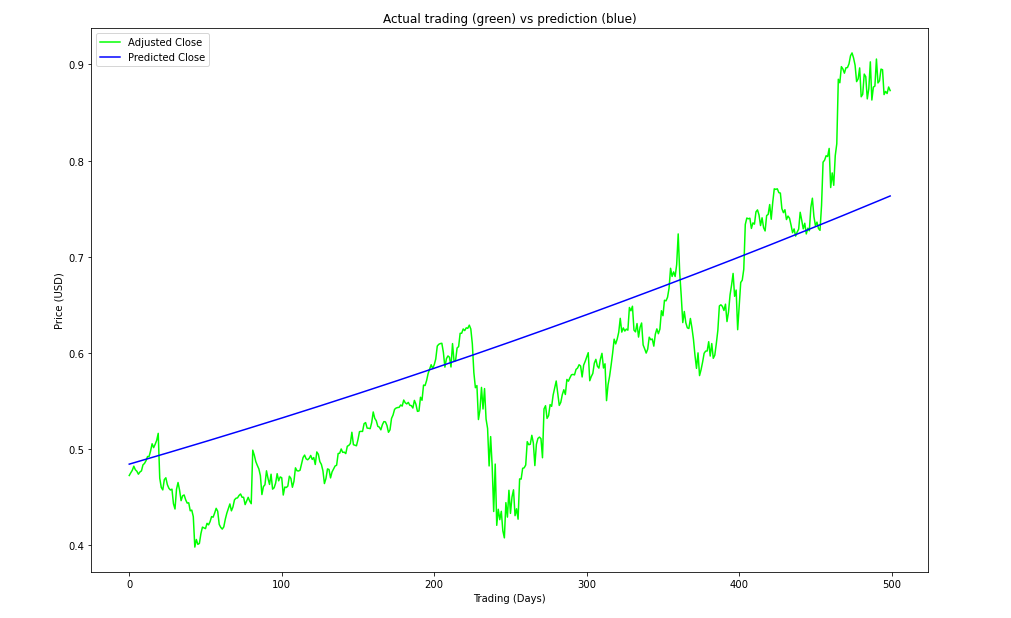 Actual trading (green) vs prediction (blue)
Adjusted Close
Predicted Close
Price (USD)
0.9
0.8
0.7
0.6
0.5
0.4
0 100 200 300 400 500
Trading (Days)